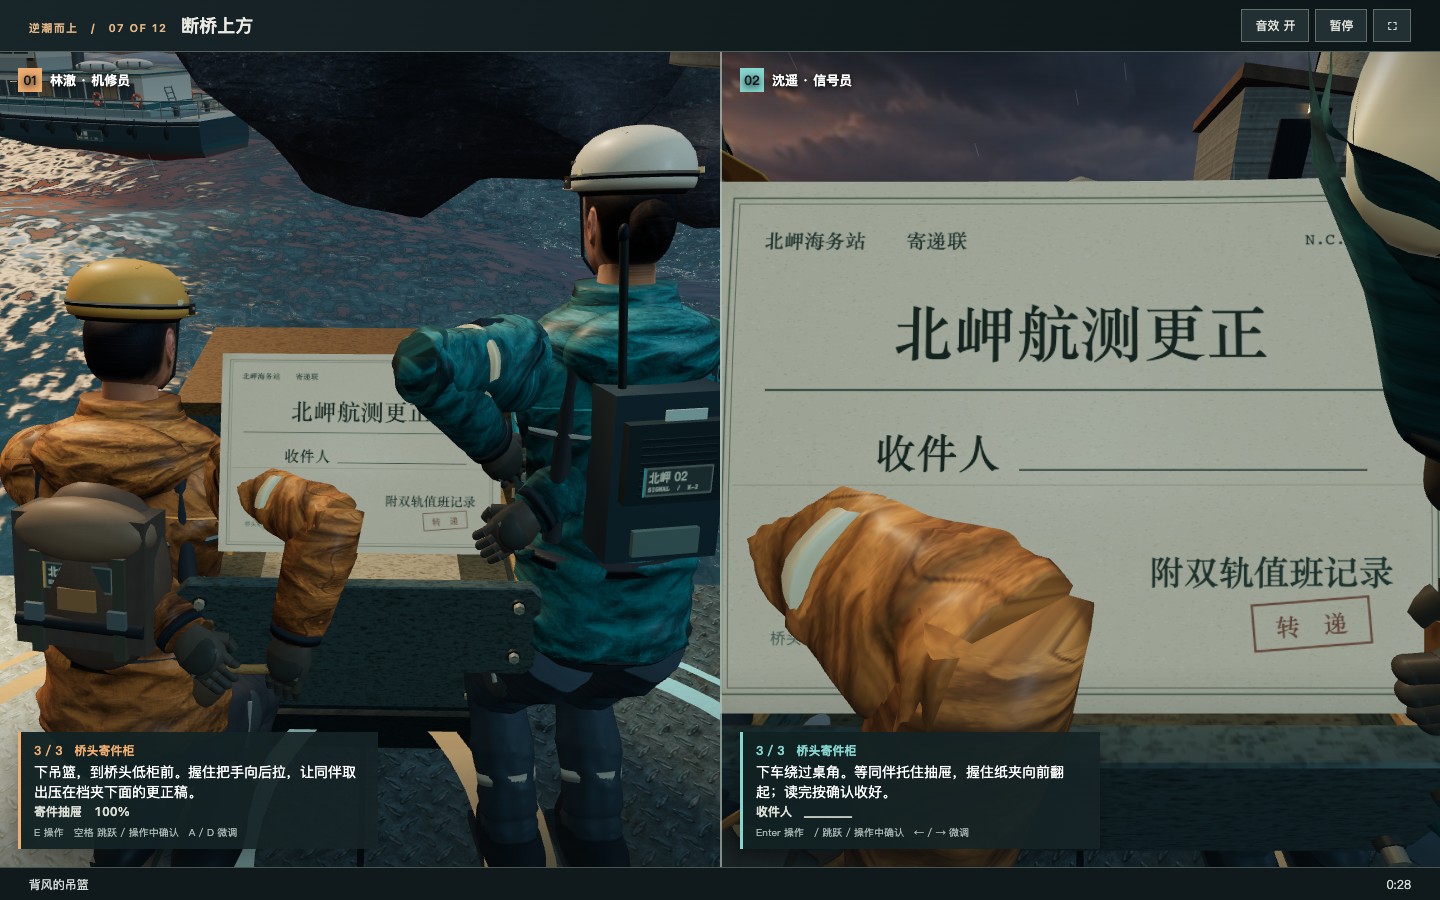 逆潮而上 / 07 OF 12 断桥上方
音效 开 暂停
01 林澈 · 机修员
北岬海务站 寄递联
北岬航测更正
收件人
附双轨值班记录
转 递
北岬 02
SIGNAL / S-2
3 / 3 桥头寄件柜
下吊篮，到桥头低柜前。握住把手向后拉，让同伴取
出压在档夹下面的更正稿。
寄件抽屉 100%
E 操作 空格 跳跃 / 操作中确认 A / D 微调
02 沈遥 · 信号员
北岬海务站 寄递联 N.C.
北岬航测更正
收件人
附双轨值班记录
转 递
桥头
3 / 3 桥头寄件柜
下车绕过桌角。等同伴托住抽屉，握住纸夹向前翻
起；读完按确认收好。
收件人
Enter 操作 / 跳跃 / 操作中确认 ← / → 微调
背风的吊篮
0:28